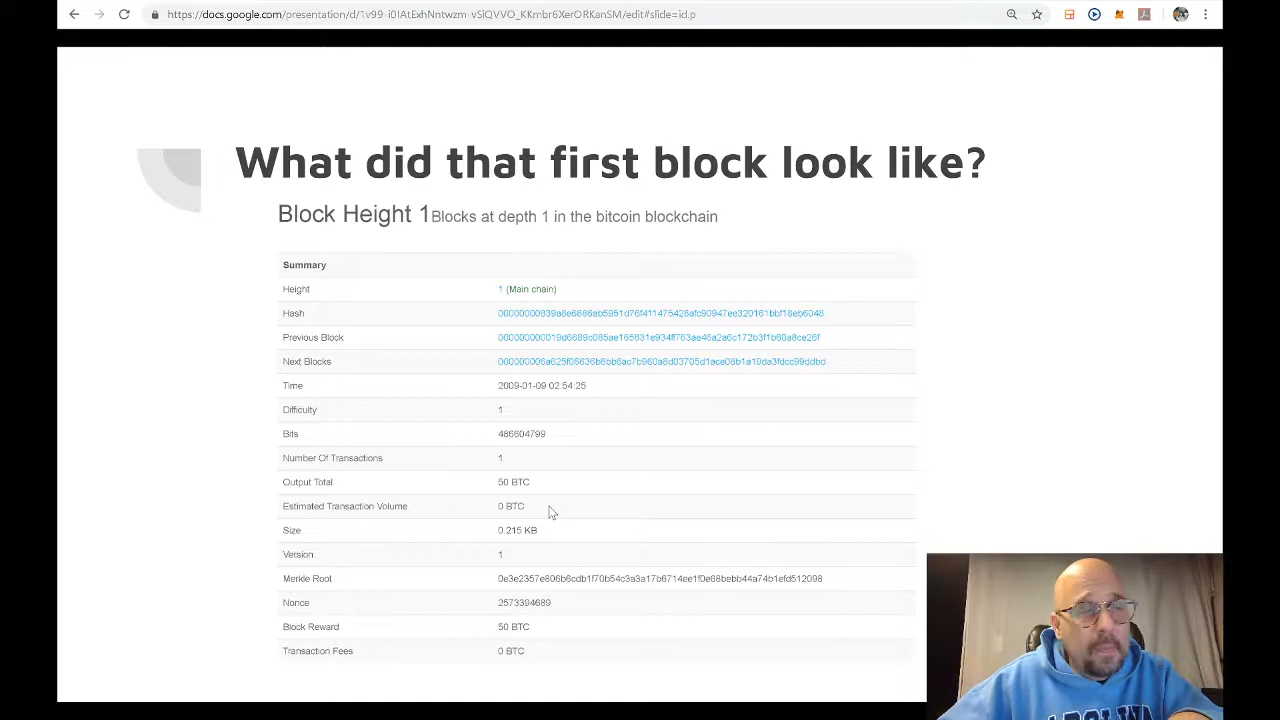 https://docs.google.com/presentation/d/1v99-i0IAtExhNntwzm-vSiQVVO_KKmbr6XerORKanSM/edit#slide=id.p
What did that first block look like?
Block Height 1 Blocks at depth 1 in the bitcoin blockchain
Summary
Height 1 (Main chain)
Hash 00000000839a8e6886ab5951d76f411475428afc90947ee320161bbf18eb6048
Previous Block 000000000019d6689c085ae165831e934ff763ae46a2a6c172b3f1b60a8ce26f
Next Blocks 000000006a625f06636b8bb6ac7b960a8d03705d1ace08b1a19da3fdcc99ddbd
Time 2009-01-09 02:54:25
Difficulty 1
Bits 486604799
Number Of Transactions 1
Output Total 50 BTC
Estimated Transaction Volume 0 BTC
Size 0.215 KB
Version 1
Merkle Root 0e3e2357e806b6cdb1f70b54c3a3a17b6714ee1f0e68bebb44a74b1efd512098
Nonce 2573394689
Block Reward 50 BTC
Transaction Fees 0 BTC